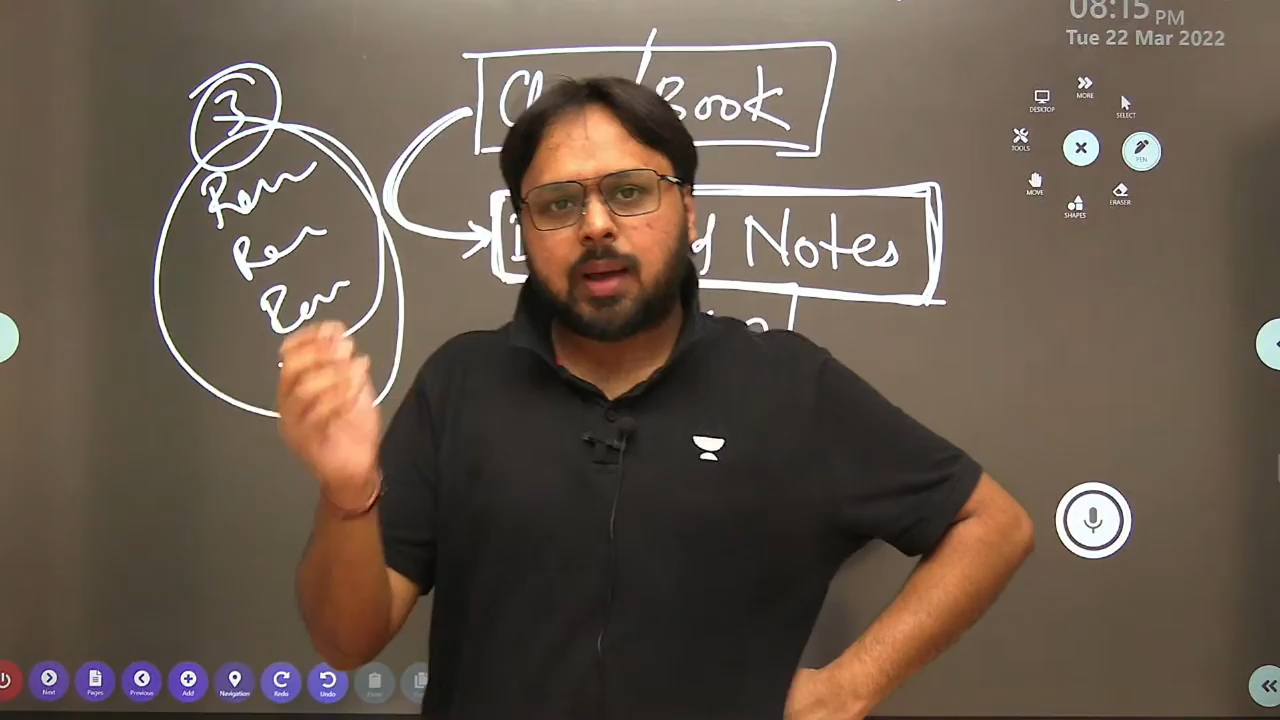 08:15 PM
Tue 22 Mar 2022
MORE
DESKTOP
SELECT
TOOLS
PEN
MOVE
ERASER
SHAPES
3
Rev
Rev
Rev
Book
Notes
Next
Pages
Previous
Add
Navigation
Redo
Undo